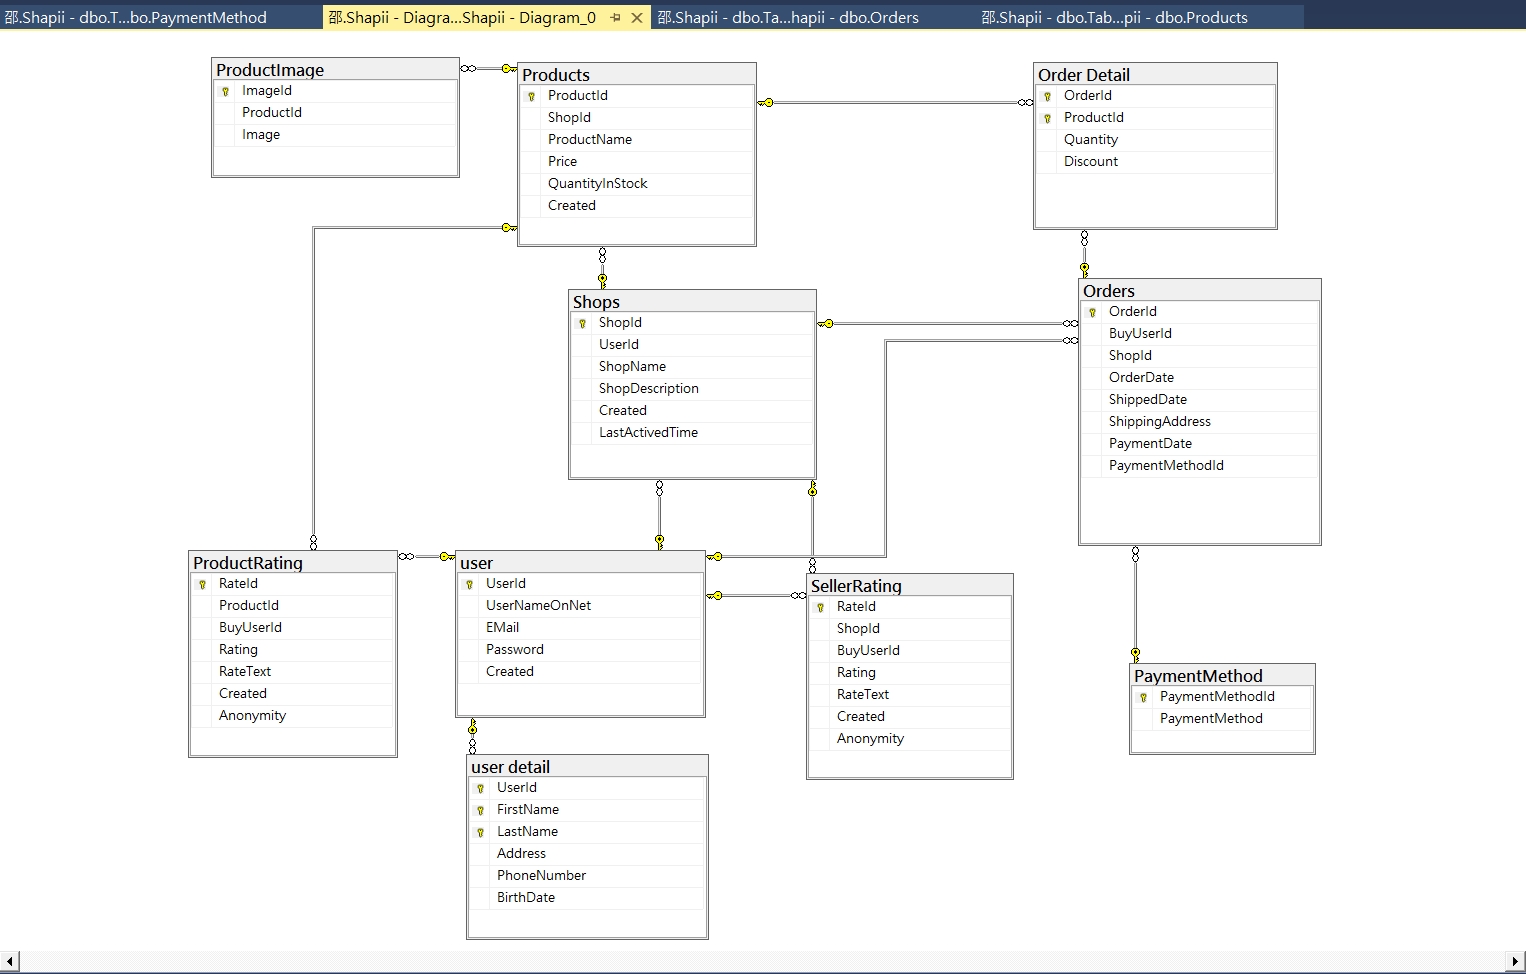 邵.Shapii - dbo.T...bo.PaymentMethod
邵.Shapii - Diagra...Shapii - Diagram_0
邵.Shapii - dbo.Ta...hapii - dbo.Orders
邵.Shapii - dbo.Tab...pii - dbo.Products
ProductImage
ImageId
ProductId
Image
Products
ProductId
ShopId
ProductName
Price
QuantityInStock
Created
Order Detail
OrderId
ProductId
Quantity
Discount
Shops
ShopId
UserId
ShopName
ShopDescription
Created
LastActivedTime
Orders
OrderId
BuyUserId
ShopId
OrderDate
ShippedDate
ShippingAddress
PaymentDate
PaymentMethodId
ProductRating
RateId
ProductId
BuyUserId
Rating
RateText
Created
Anonymity
user
UserId
UserNameOnNet
EMail
Password
Created
SellerRating
RateId
ShopId
BuyUserId
Rating
RateText
Created
Anonymity
PaymentMethod
PaymentMethodId
PaymentMethod
user detail
UserId
FirstName
LastName
Address
PhoneNumber
BirthDate